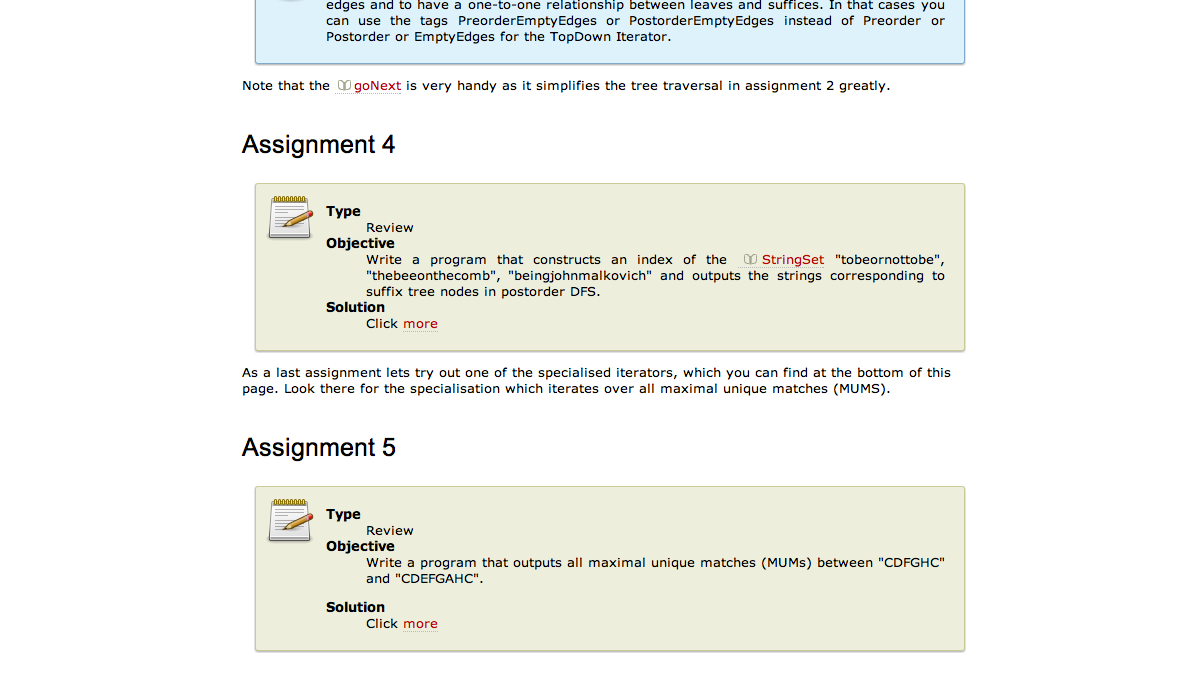 edges and to have a one-to-one relationship between leaves and suffices. In that cases you
can use the tags PreorderEmptyEdges or PostorderEmptyEdges instead of Preorder or
Postorder or EmptyEdges for the TopDown Iterator.
Note that the goNext is very handy as it simplifies the tree traversal in assignment 2 greatly.
Assignment 4
Type
Review
Objective
Write a program that constructs an index of the StringSet "tobeornottobe",
"thebeeonthecomb", "beingjohnmalkovich" and outputs the strings corresponding to
suffix tree nodes in postorder DFS.
Solution
Click more
As a last assignment lets try out one of the specialised iterators, which you can find at the bottom of this
page. Look there for the specialisation which iterates over all maximal unique matches (MUMS).
Assignment 5
Type
Review
Objective
Write a program that outputs all maximal unique matches (MUMs) between "CDFGHC"
and "CDEFGAHC".
Solution
Click more